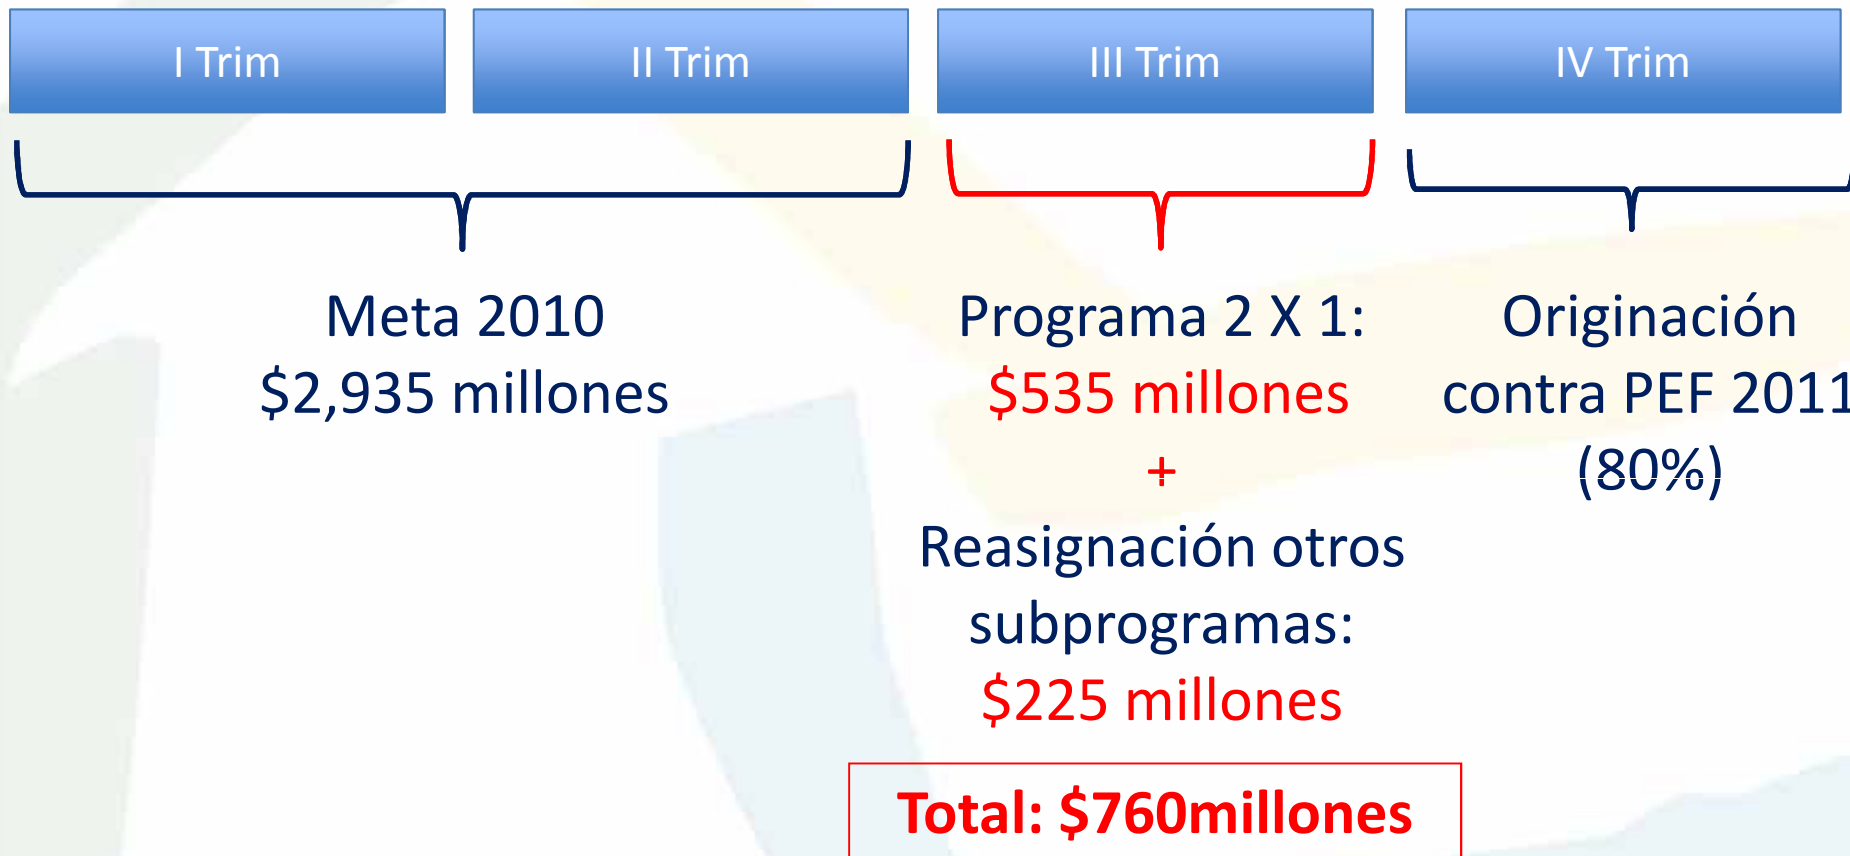 I Trim
II Trim
III Trim
IV Trim
Meta 2010
$2,935 millones
Programa 2 X 1:
$535 millones
+
Reasignación otros
subprogramas:
$225 millones
Total: $760millones
Originación
contra PEF 2011
(80%)